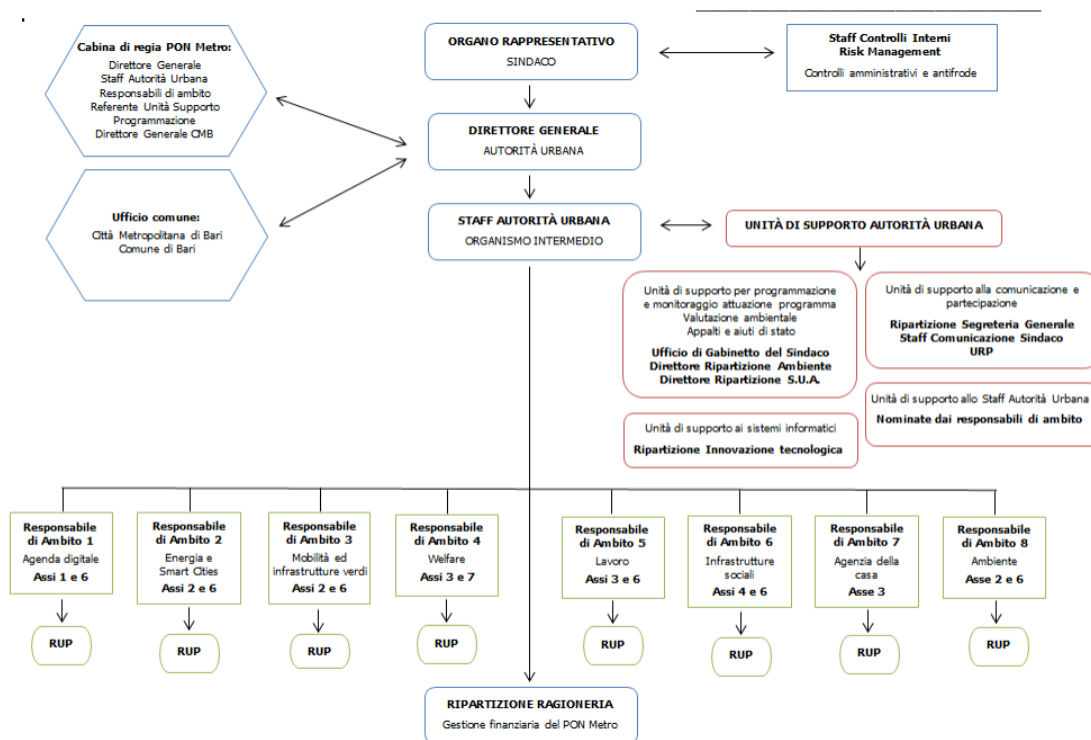 Cabina di regia PON Metro:
Direttore Generale
Staff Autorità Urbana
Responsabili di ambito
Referente Unità Supporto
Programmazione
Direttore Generale CMB
ORGANO RAPPRESENTATIVO
SINDACO
Staff Controlli Interni
Risk Management
Controlli amministrativi e antifrode
DIRETTORE GENERALE
AUTORITÀ URBANA
Ufficio comune:
Città Metropolitana di Bari
Comune di Bari
STAFF AUTORITÀ URBANA
ORGANISMO INTERMEDIO
UNITÀ DI SUPPORTO AUTORITÀ URBANA
Unità di supporto per programmazione
e monitoraggio attuazione programma
Valutazione ambientale
Appalti e aiuti di stato
Ufficio di Gabinetto del Sindaco
Direttore Ripartizione Ambiente
Direttore Ripartizione S.U.A.
Unità di supporto alla comunicazione e
partecipazione
Ripartizione Segreteria Generale
Staff Comunicazione Sindaco
URP
Unità di supporto allo Staff Autorità Urbana
Nominate dai responsabili di ambito
Unità di supporto ai sistemi informatici
Ripartizione Innovazione tecnologica
Responsabile
di Ambito 1
Agenda digitale
Assi 1 e 6
Responsabile
di Ambito 2
Energia e
Smart Cities
Assi 2 e 6
Responsabile
di Ambito 3
Mobilità ed
infrastrutture verdi
Assi 2 e 6
Responsabile
di Ambito 4
Welfare
Assi 3 e 7
Responsabile
di Ambito 5
Lavoro
Assi 3 e 6
Responsabile
di Ambito 6
Infrastrutture
sociali
Assi 4 e 6
Responsabile
di Ambito 7
Agenzia della
casa
Asse 3
Responsabile
di Ambito 8
Ambiente
Asse 2 e 6
RUP
RUP
RUP
RUP
RUP
RUP
RUP
RUP
RIPARTIZIONE RAGIONERIA
Gestione finanziaria del PON Metro